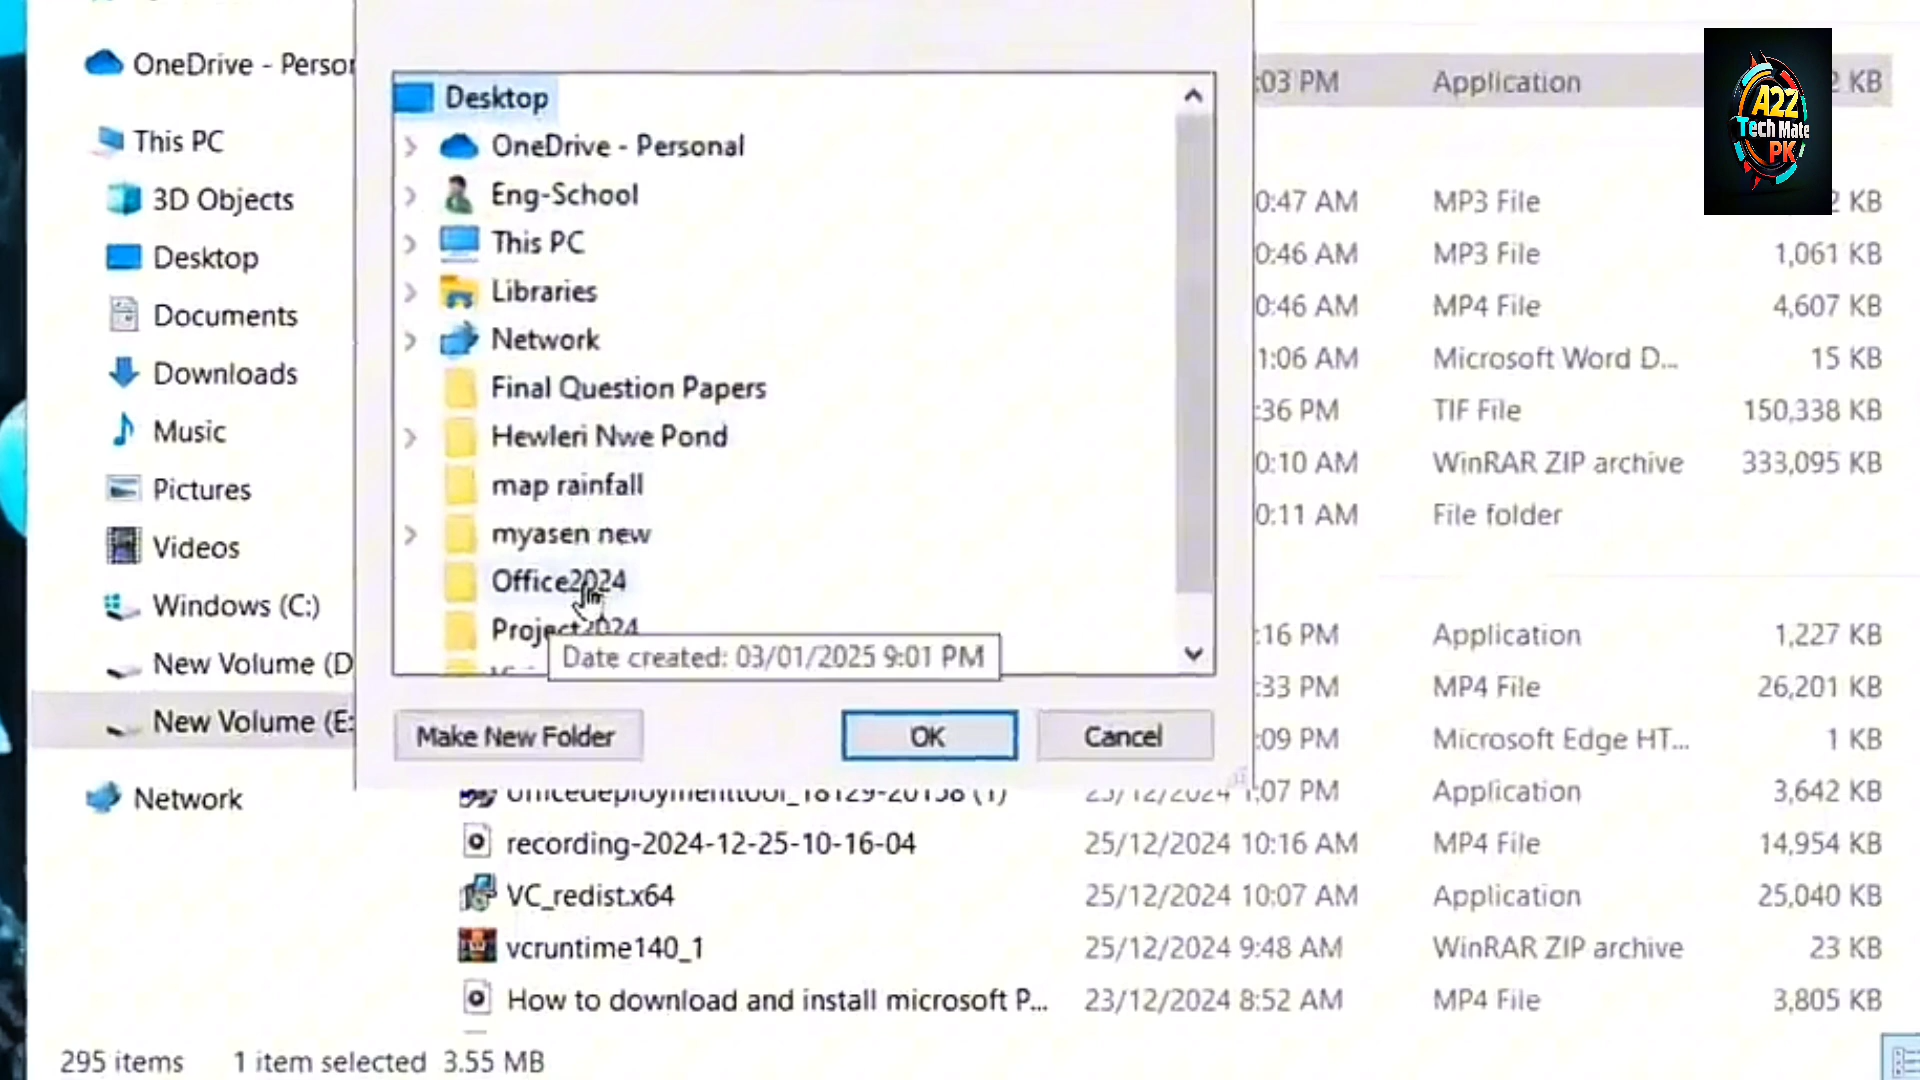 OneDrive - Person
This PC
3D Objects
Desktop
Documents
Downloads
Music
Pictures
Videos
Windows (C:)
New Volume (D
New Volume (E:
Network
Desktop
OneDrive - Personal
Eng-School
This PC
Libraries
Network
Final Question Papers
Hewleri Nwe Pond
map rainfall
myasen new
Office2024
Project2024
Date created: 03/01/2025 9:01 PM
Make New Folder
OK
Cancel
:03 PM Application 2 KB
0:47 AM MP3 File 2 KB
0:46 AM MP3 File 1,061 KB
0:46 AM MP4 File 4,607 KB
1:06 AM Microsoft Word D... 15 KB
:36 PM TIF File 150,338 KB
0:10 AM WinRAR ZIP archive 333,095 KB
0:11 AM File folder
:16 PM Application 1,227 KB
:33 PM MP4 File 26,201 KB
:09 PM Microsoft Edge HT... 1 KB
officedeploymenttool_18129-20158 (1) 25/12/2024 1:07 PM Application 3,642 KB
recording-2024-12-25-10-16-04 25/12/2024 10:16 AM MP4 File 14,954 KB
VC_redist.x64 25/12/2024 10:07 AM Application 25,040 KB
vcruntime140_1 25/12/2024 9:48 AM WinRAR ZIP archive 23 KB
How to download and install microsoft P... 23/12/2024 8:52 AM MP4 File 3,805 KB
295 items 1 item selected 3.55 MB
A2Z
Tech Mate
PK